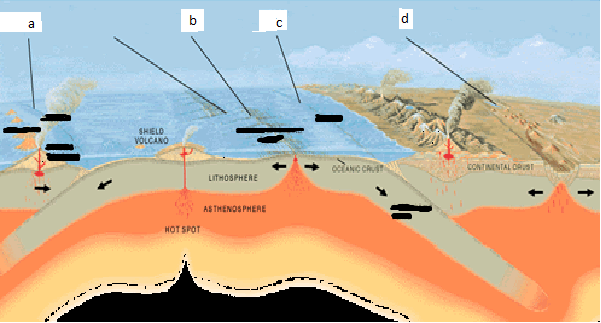 a
b
c
d
SHIELD
VOLCANO
OCEANIC CRUST
CONTINENTAL CRUST
LITHOSPHERE
ASTHENOSPHERE
HOT SPOT